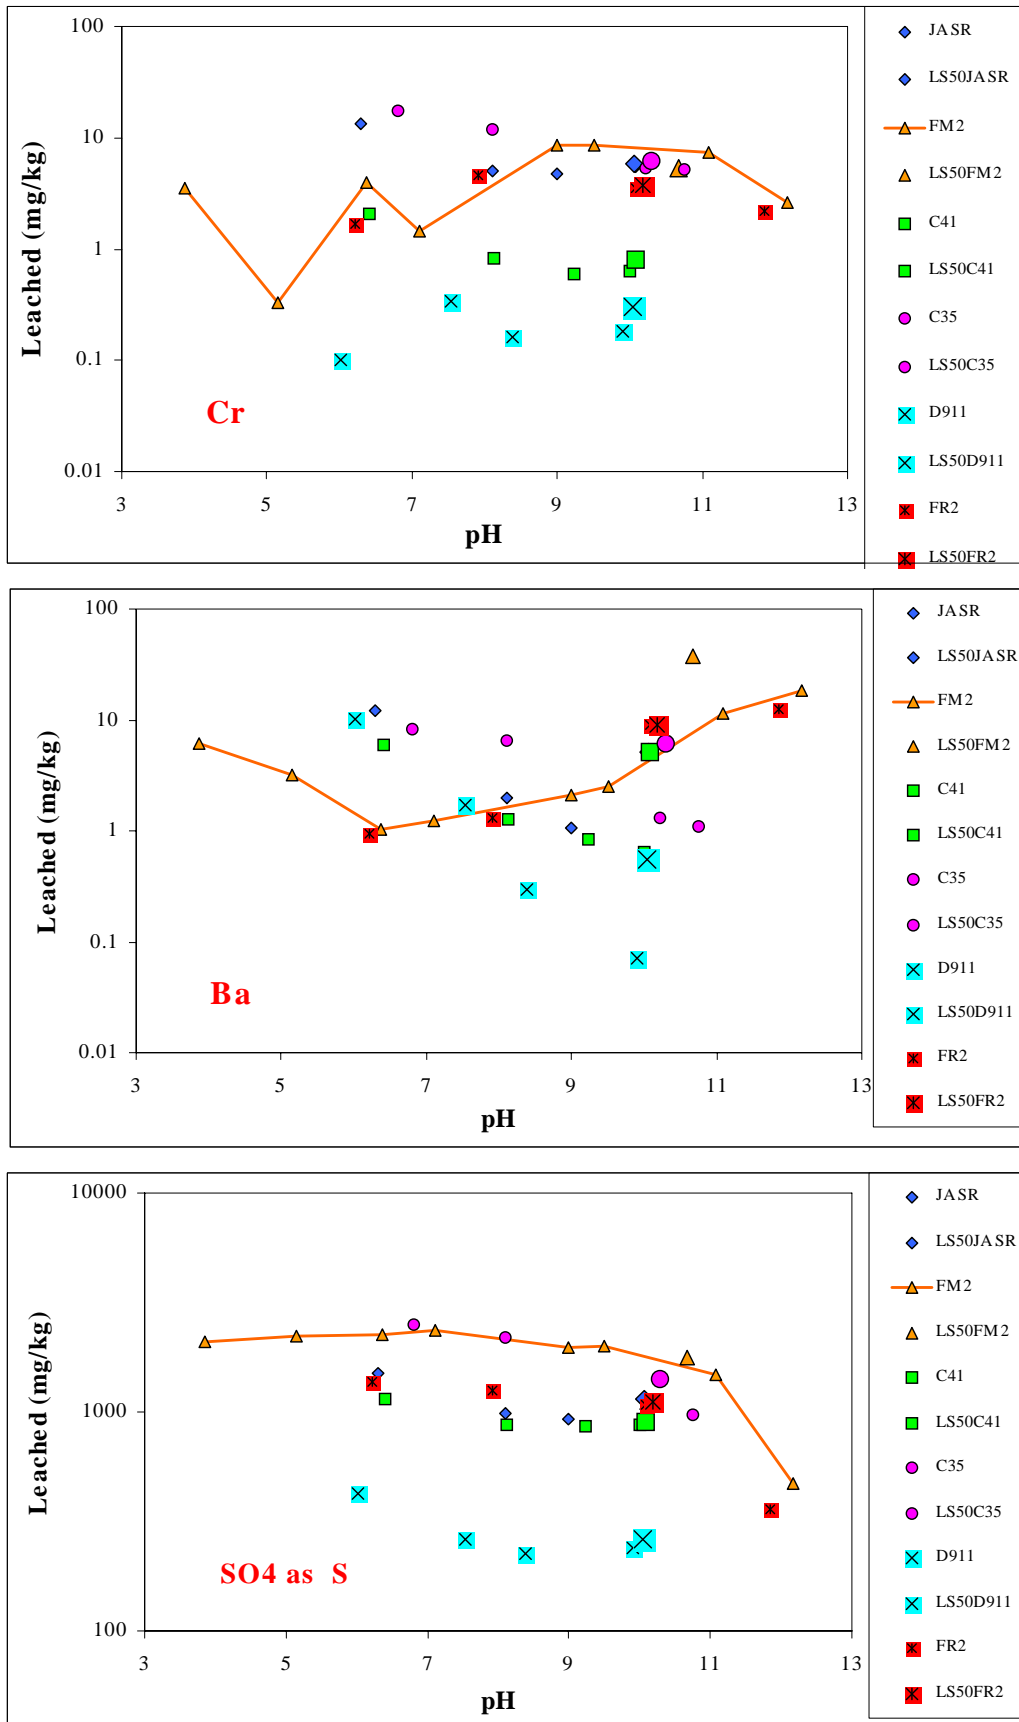 100
10
1
0.1
0.01
Leached (mg/kg)
Cr
3 5 7 9 11 13
pH
JASR
LS50JASR
FM2
LS50FM2
C41
LS50C41
C35
LS50C35
D911
LS50D911
FR2
LS50FR2
100
10
1
0.1
0.01
Leached (mg/kg)
Ba
3 5 7 9 11 13
pH
JASR
LS50JASR
FM2
LS50FM2
C41
LS50C41
C35
LS50C35
D911
LS50D911
FR2
LS50FR2
10000
1000
100
Leached (mg/kg)
SO4 as S
3 5 7 9 11 13
pH
JASR
LS50JASR
FM2
LS50FM2
C41
LS50C41
C35
LS50C35
D911
LS50D911
FR2
LS50FR2